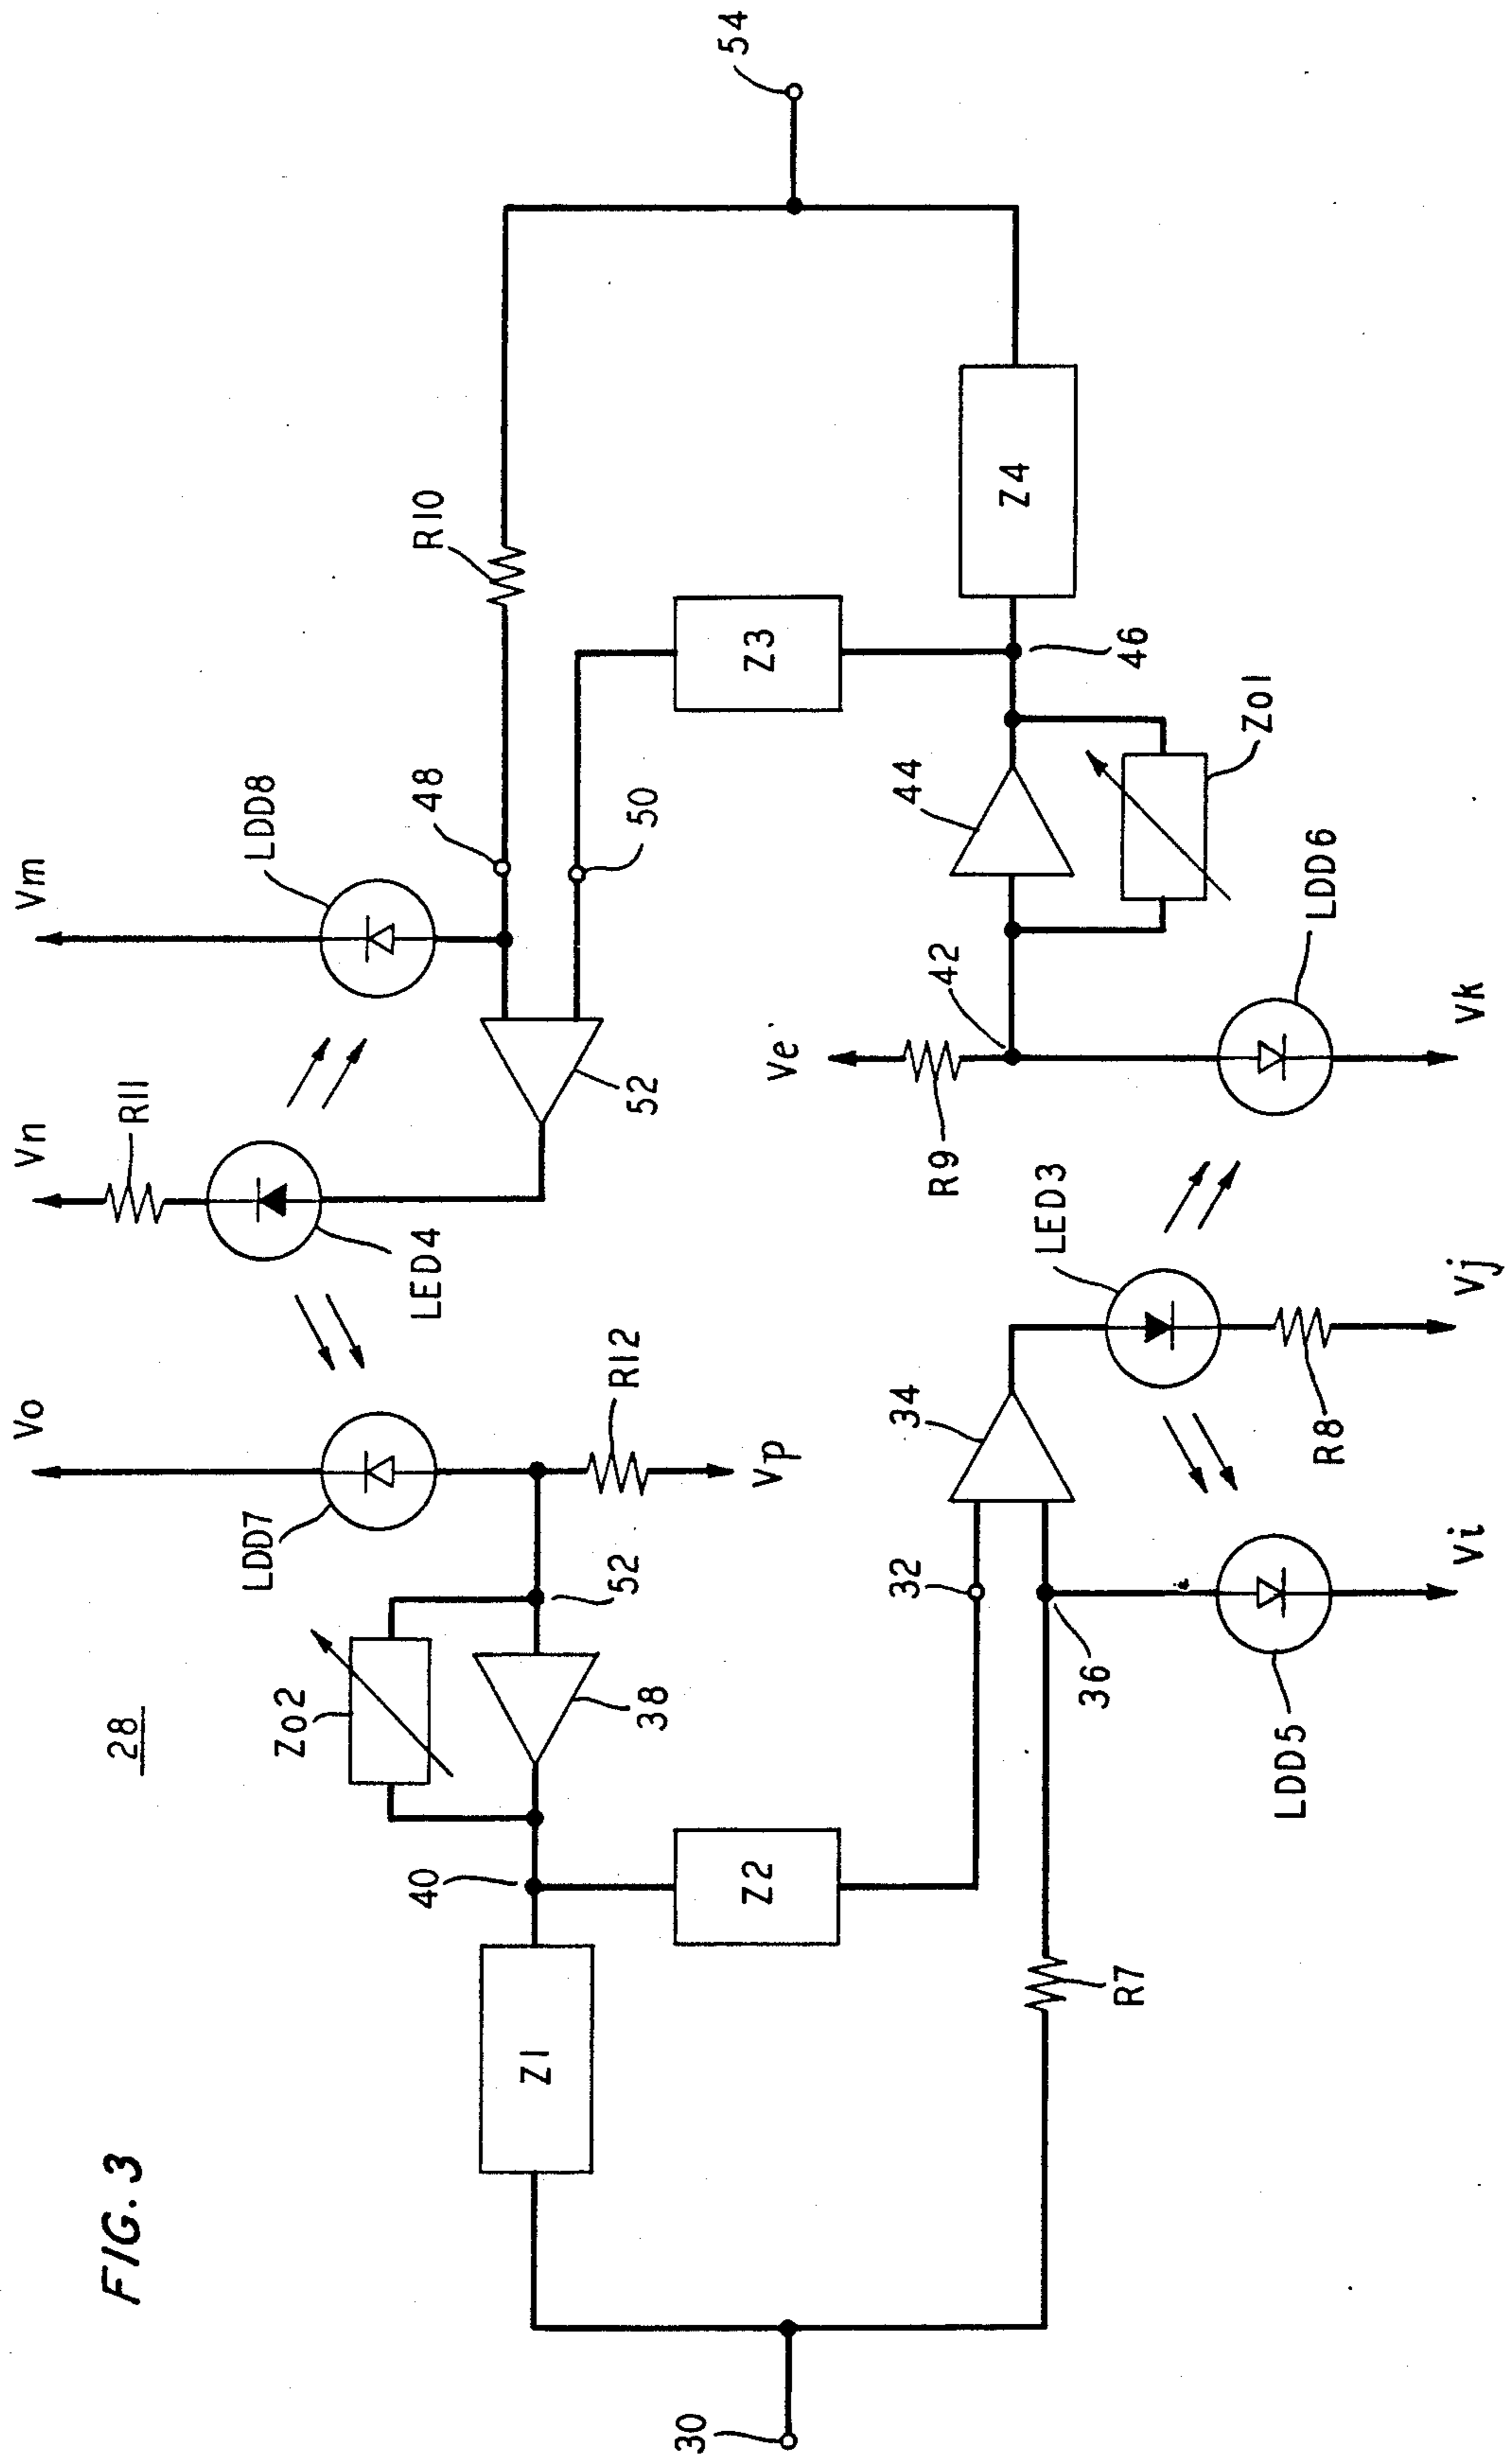 FIG. 3
28
Vo
Vn
Vm
R11
LDD7
LED4
LDD8
48
R10
Zo2
52
R12
38
Vp
52
50
40
Z1
Z2
Z3
30
54
Ve
32
34
R9
42
44
Z4
46
36
R7
LED3
Zo1
LDD5
R8
LDD6
Vi
Vj
Vk